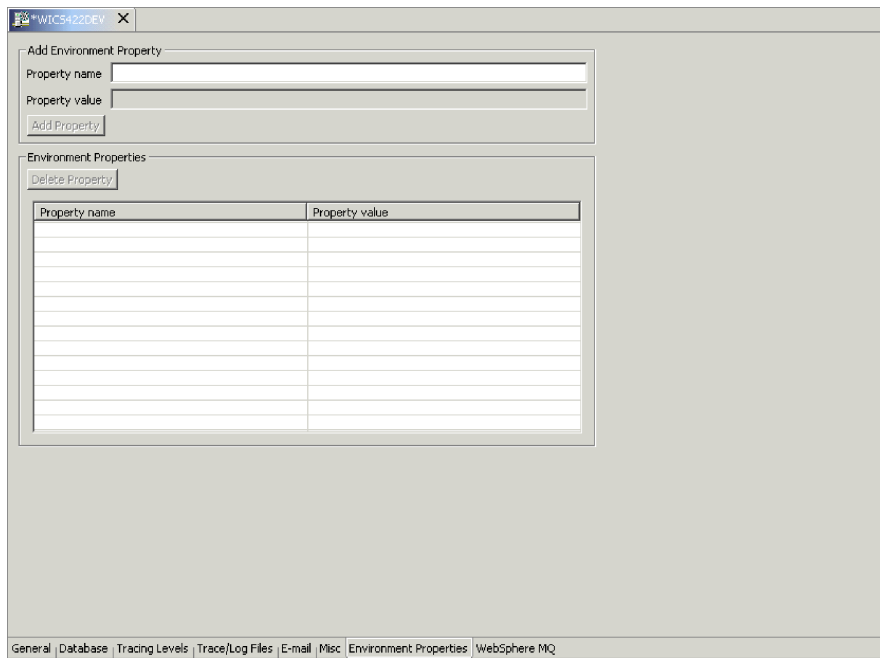 *WICS422DEV
Add Environment Property
Property name
Property value
Add Property
Environment Properties
Delete Property
Property name Property value
General Database Tracing Levels Trace/Log Files E-mail Misc Environment Properties WebSphere MQ